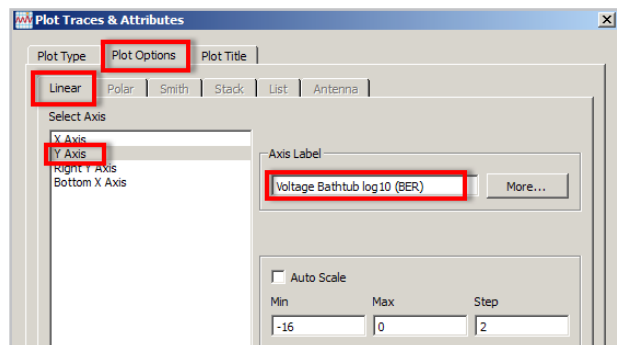 Plot Traces & Attributes
Plot Type Plot Options Plot Title
Linear Polar Smith Stack List Antenna
Select Axis
X Axis
Y Axis
Right Y Axis
Bottom X Axis
Axis Label
Voltage Bathtub log10 (BER)
More...
Auto Scale
Min Max Step
-16 0 2